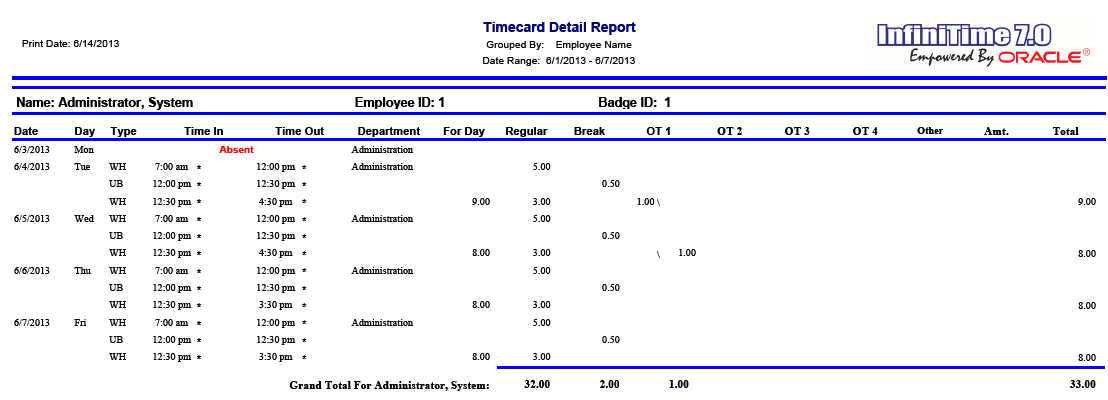 Timecard Detail Report
Print Date: 6/14/2013
Grouped By: Employee Name
Date Range: 6/1/2013 - 6/7/2013
INFINITIME 7.0
Empowered By ORACLE®
Name: Administrator, System Employee ID: 1 Badge ID: 1
Date Day Type Time In Time Out Department For Day Regular Break OT 1 OT 2 OT 3 OT 4 Other Amt. Total
6/3/2013 Mon Absent Administration
6/4/2013 Tue WH 7:00 am * 12:00 pm * Administration 5.00
UB 12:00 pm * 12:30 pm * 0.50
WH 12:30 pm * 4:30 pm * 9.00 3.00 1.00 \ 9.00
6/5/2013 Wed WH 7:00 am * 12:00 pm * Administration 5.00
UB 12:00 pm * 12:30 pm * 0.50
WH 12:30 pm * 4:30 pm * 8.00 3.00 \ 1.00 8.00
6/6/2013 Thu WH 7:00 am * 12:00 pm * Administration 5.00
UB 12:00 pm * 12:30 pm * 0.50
WH 12:30 pm * 3:30 pm * 8.00 3.00 8.00
6/7/2013 Fri WH 7:00 am * 12:00 pm * Administration 5.00
UB 12:00 pm * 12:30 pm * 0.50
WH 12:30 pm * 3:30 pm * 8.00 3.00 8.00
Grand Total For Administrator, System: 32.00 2.00 1.00 33.00